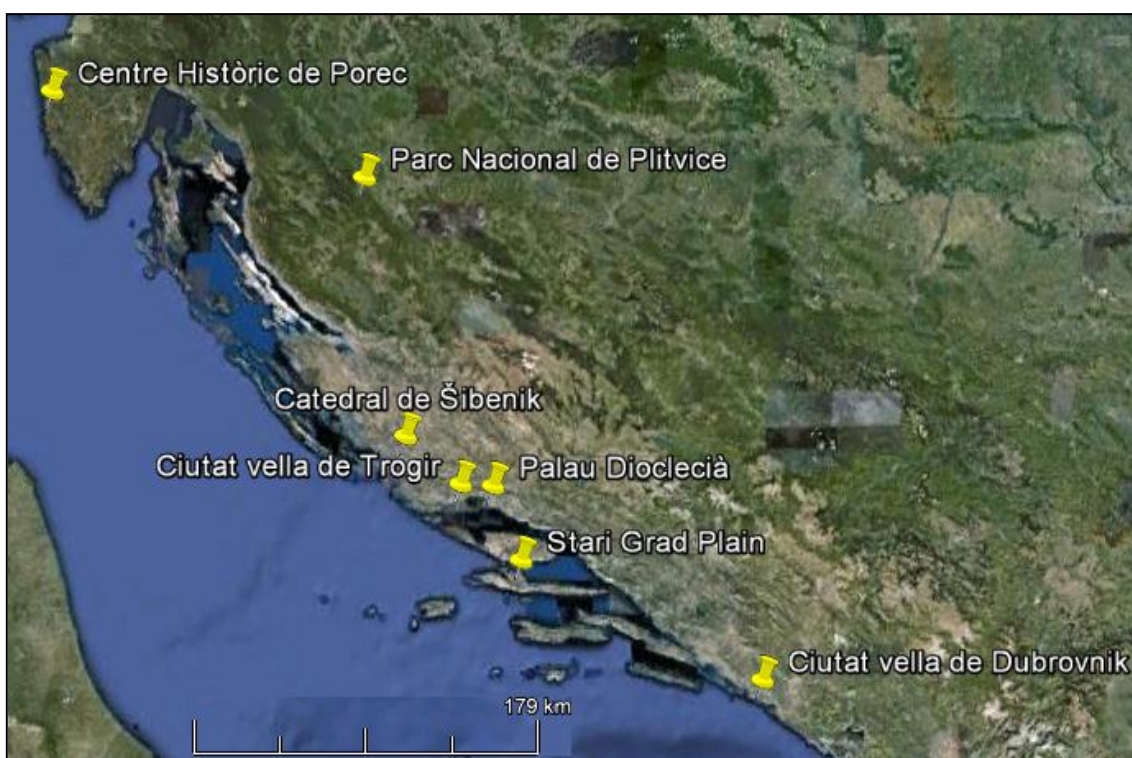 Centre Històric de Porec
Parc Nacional de Plitvice
Catedral de Šibenik
Ciutat vella de Trogir
Palau Dioclecià
Stari Grad Plain
Ciutat vella de Dubrovnik
179 km